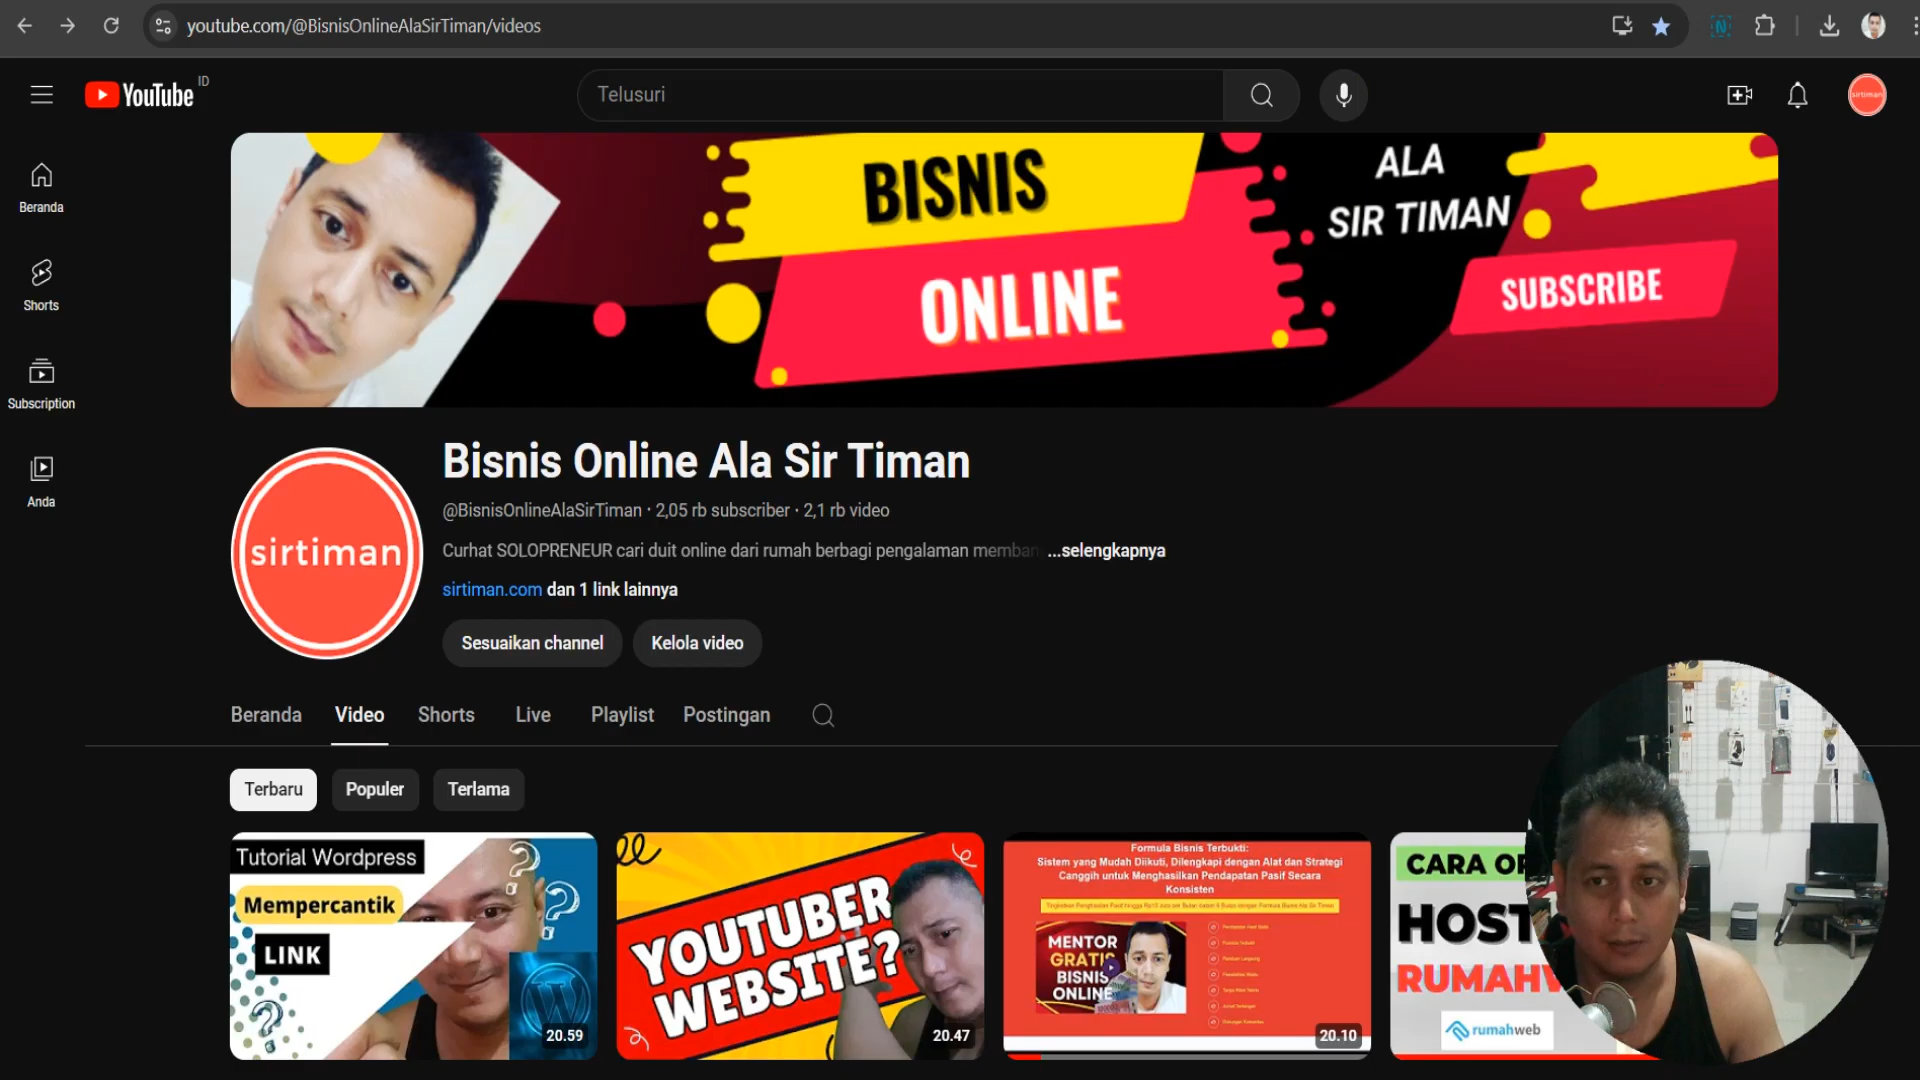 youtube.com/@BisnisOnlineAlaSirTiman/videos
YouTube ID
Telusuri
sirtiman
Beranda
Shorts
Subscription
Anda
BISNIS
ONLINE
ALA
SIR TIMAN
SUBSCRIBE
sirtiman
Bisnis Online Ala Sir Timan
@BisnisOnlineAlaSirTiman · 2,05 rb subscriber · 2,1 rb video
Curhat SOLOPRENEUR cari duit online dari rumah berbagi pengalaman memban ...selengkapnya
sirtiman.com dan 1 link lainnya
Sesuaikan channel
Kelola video
Beranda
Video
Shorts
Live
Playlist
Postingan
Terbaru
Populer
Terlama
Tutorial Wordpress
Mempercantik
LINK
20.59
YOUTUBER
WEBSITE?
20.47
Formula Bisnis Terbukti:
Sistem yang Mudah Diikuti, Dilengkapi dengan Alat dan Strategi
Canggih untuk Menghasilkan Pendapatan Pasif Secara
Konsisten
MENTOR
GRATIS
BISNIS
ONLINE
20.10
CARA OR
HOST
RUMAHW
rumahweb